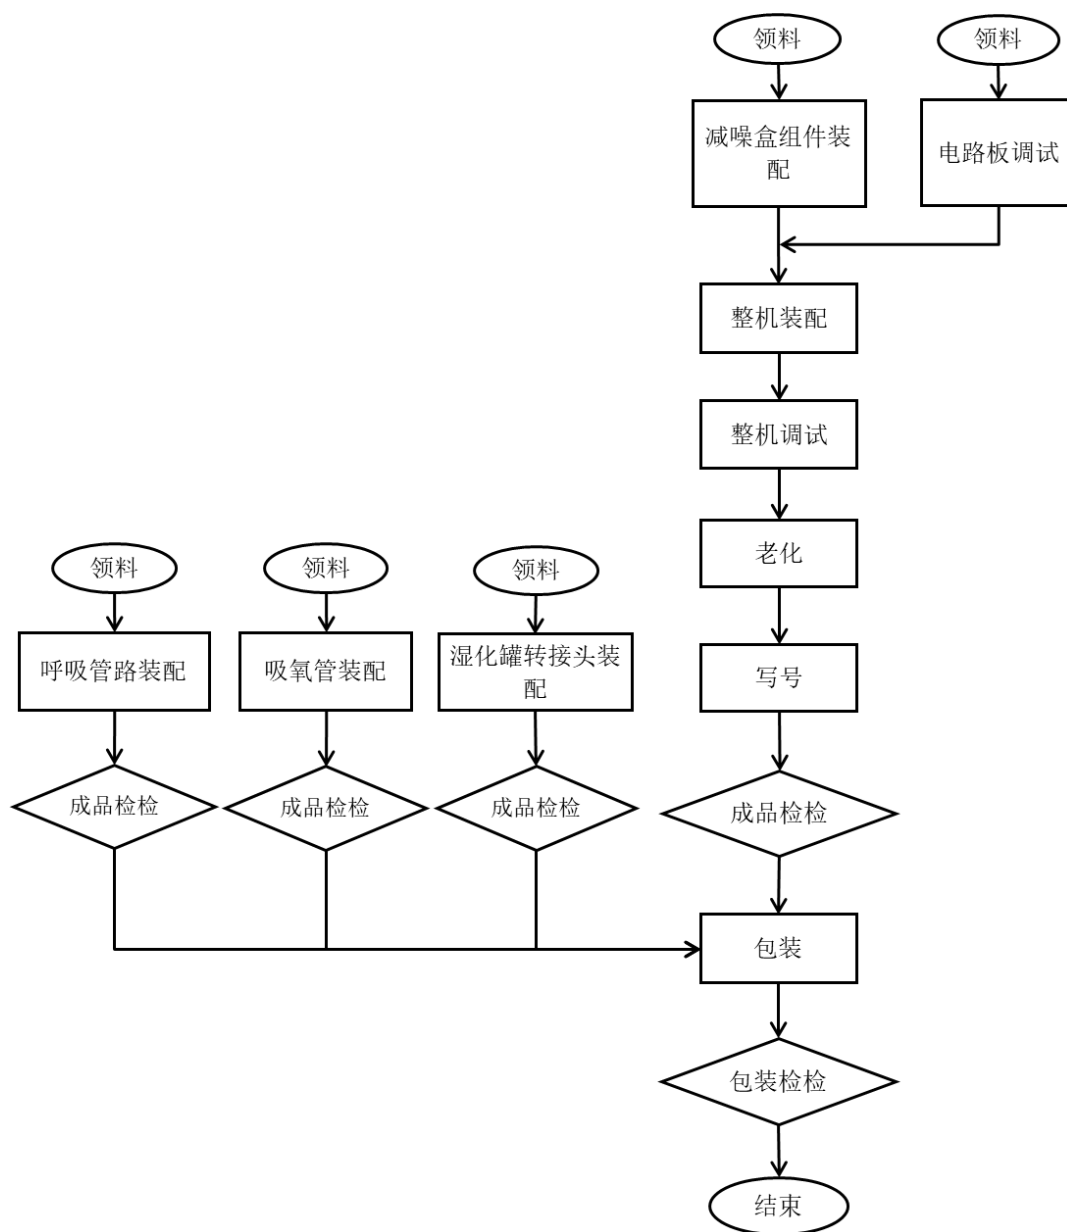 领料
领料
减噪盒组件装
配
电路板调试
整机装配
整机调试
老化
领料
领料
领料
呼吸管路装配
吸氧管装配
湿化罐转接头装
配
写号
成品检检
成品检检
成品检检
成品检检
包装
包装检检
结束